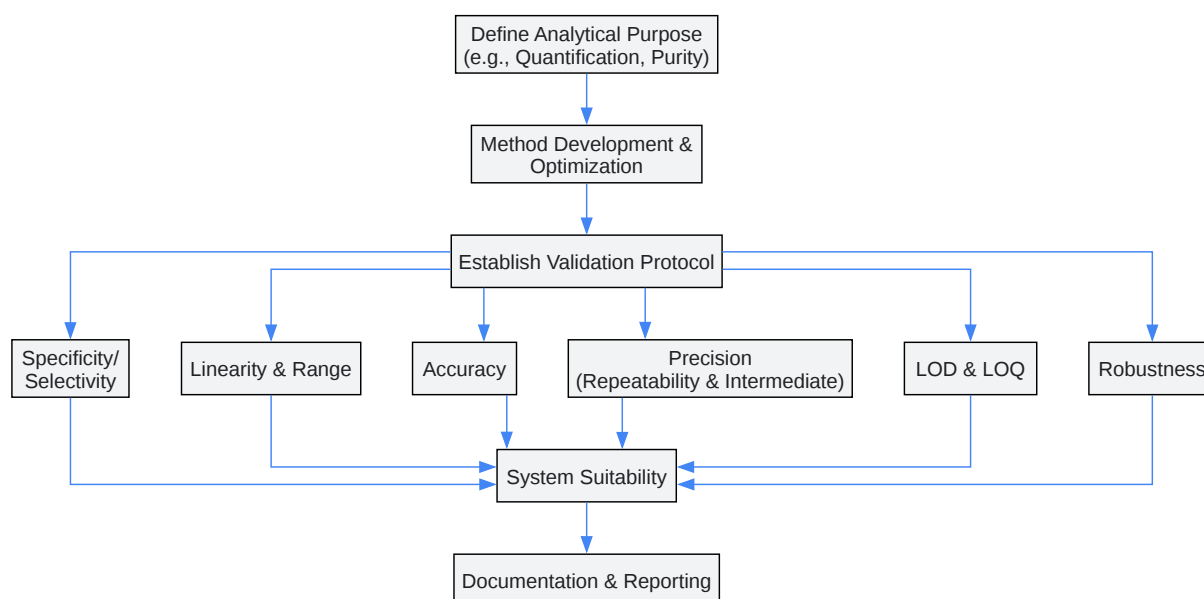 Define Analytical Purpose
(e.g., Quantification, Purity)
Method Development &
Optimization
Establish Validation Protocol
Specificity/
Selectivity
Linearity & Range
Accuracy
Precision
(Repeatability & Intermediate)
LOD & LOQ
Robustness
System Suitability
Documentation & Reporting